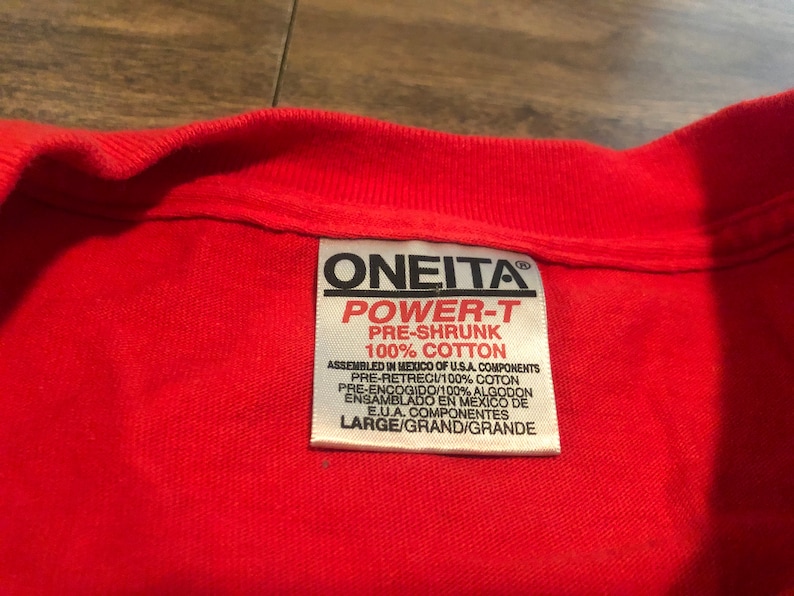 ONEITA®
POWER-T
PRE-SHRUNK
100% COTTON
ASSEMBLED IN MEXICO OF U.S.A. COMPONENTS
PRE-RETRECI/100% COTON
PRE-ENCOGIDO/100% ALGODON
ENSAMBLADO EN MEXICO DE
E.U.A. COMPONENTES
LARGE/GRAND/GRANDE